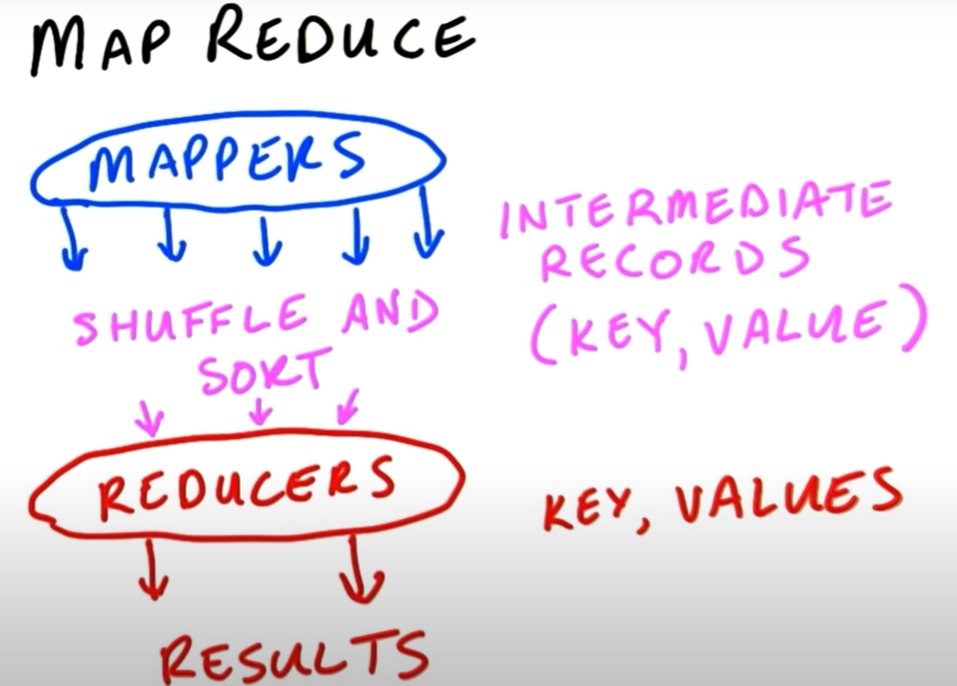 MAP REDUCE
MAPPERS
INTERMEDIATE
RECORDS
(KEY, VALUE)
SHUFFLE AND
SORT
REDUCERS
KEY, VALUES
RESULTS